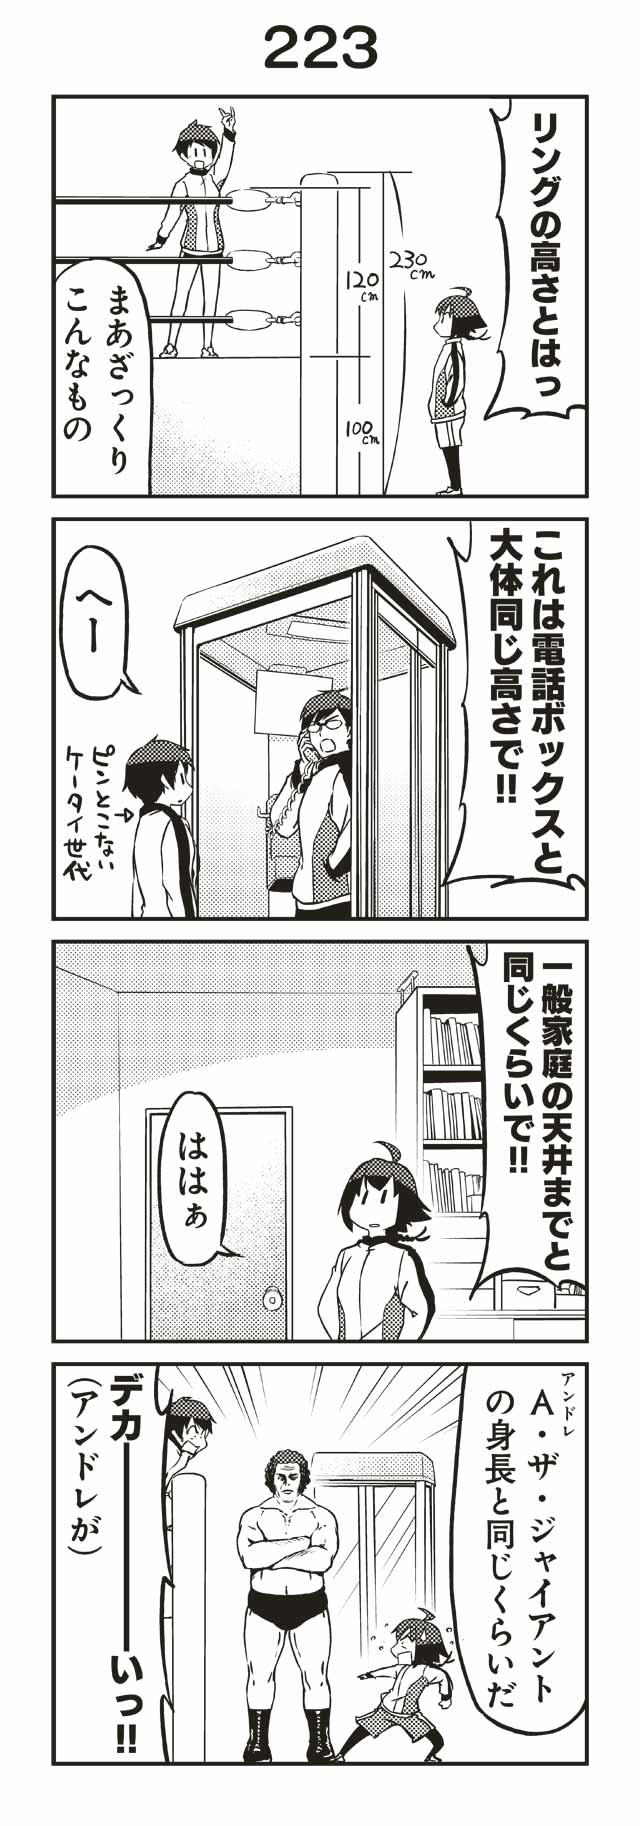 223
リングの高さとはっ
230cm
120cm
100cm
まあざっくり
こんなもの
これは電話ボックスと
大体同じ高さで!!
へー
ピンとこない
ケータイ世代
一般家庭の天井までと
同じくらいで!!
ははぁ
アンドレ
A・ザ・ジャイアント
の身長と同じくらいだ
デカ――――いっ!!
(アンドレが)